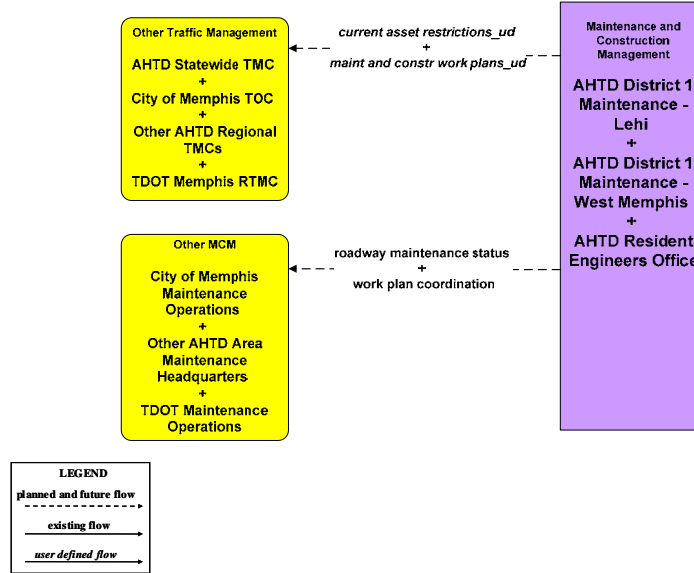 Other Traffic Management
AHTD Statewide TMC
+
City of Memphis TOC
+
Other AHTD Regional
TMCs
+
TDOT Memphis RTMC
current asset restrictions_ud
+
maint and constr work plans_ud
Maintenance and
Construction
Management
AHTD District 1
Maintenance -
Lehi
+
AHTD District 1
Maintenance -
West Memphis
+
AHTD Resident
Engineers Office
Other MCM
City of Memphis
Maintenance
Operations
+
Other AHTD Area
Maintenance
Headquarters
+
TDOT Maintenance
Operations
roadway maintenance status
+
work plan coordination
LEGEND
planned and future flow
existing flow
user defined flow